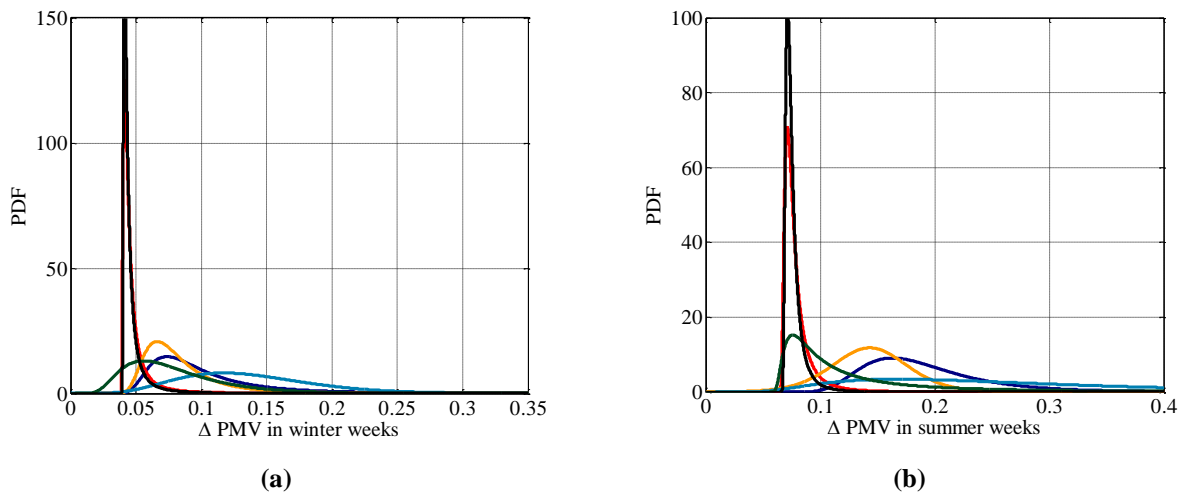 150
100
50
0
PDF
0 0.05 0.1 0.15 0.2 0.25 0.3 0.35
Δ PMV in winter weeks
(a)
100
80
60
40
20
0
PDF
0 0.1 0.2 0.3 0.4
Δ PMV in summer weeks
(b)